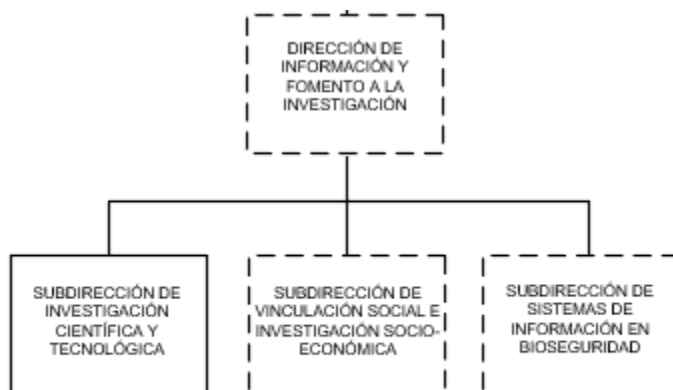 DIRECCIÓN DE
INFORMACIÓN Y
FOMENTO A LA
INVESTIGACIÓN
SUBDIRECCIÓN DE
INVESTIGACIÓN
CIENTÍFICA Y
TECNOLÓGICA
SUBDIRECCIÓN DE
VINCULACIÓN SOCIAL E
INVESTIGACIÓN SOCIO-
ECONÓMICA
SUBDIRECCIÓN DE
SISTEMAS DE
INFORMACIÓN EN
BIOSEGURIDAD